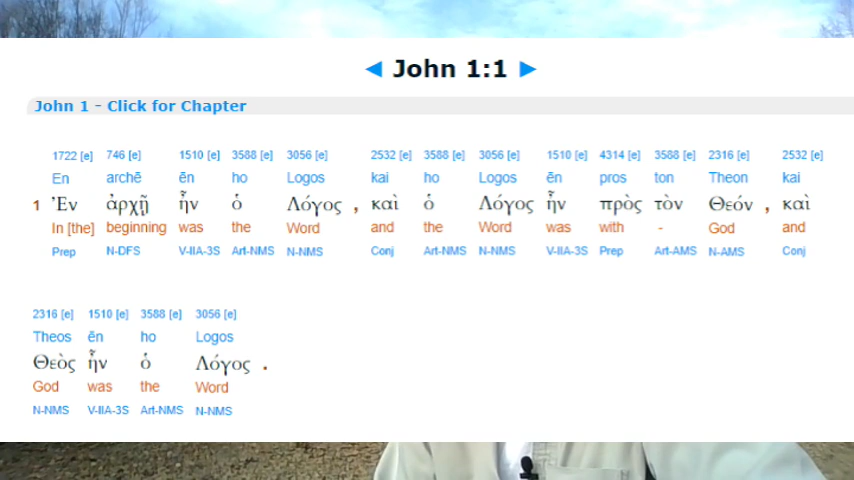 ◄ John 1:1 ►
John 1 - Click for Chapter
1722 [e] 746 [e] 1510 [e] 3588 [e] 3056 [e] 2532 [e] 3588 [e] 3056 [e] 1510 [e] 4314 [e] 3588 [e] 2316 [e] 2532 [e]
En archē ēn ho Logos kai ho Logos ēn pros ton Theon kai
1 Ἐν ἀρχῇ ἦν ὁ Λόγος , καὶ ὁ Λόγος ἦν πρὸς τὸν Θεόν , καὶ
In [the] beginning was the Word and the Word was with - God and
Prep N-DFS V-IIA-3S Art-NMS N-NMS Conj Art-NMS N-NMS V-IIA-3S Prep Art-AMS N-AMS Conj
2316 [e] 1510 [e] 3588 [e] 3056 [e]
Theos ēn ho Logos
Θεὸς ἦν ὁ Λόγος .
God was the Word
N-NMS V-IIA-3S Art-NMS N-NMS